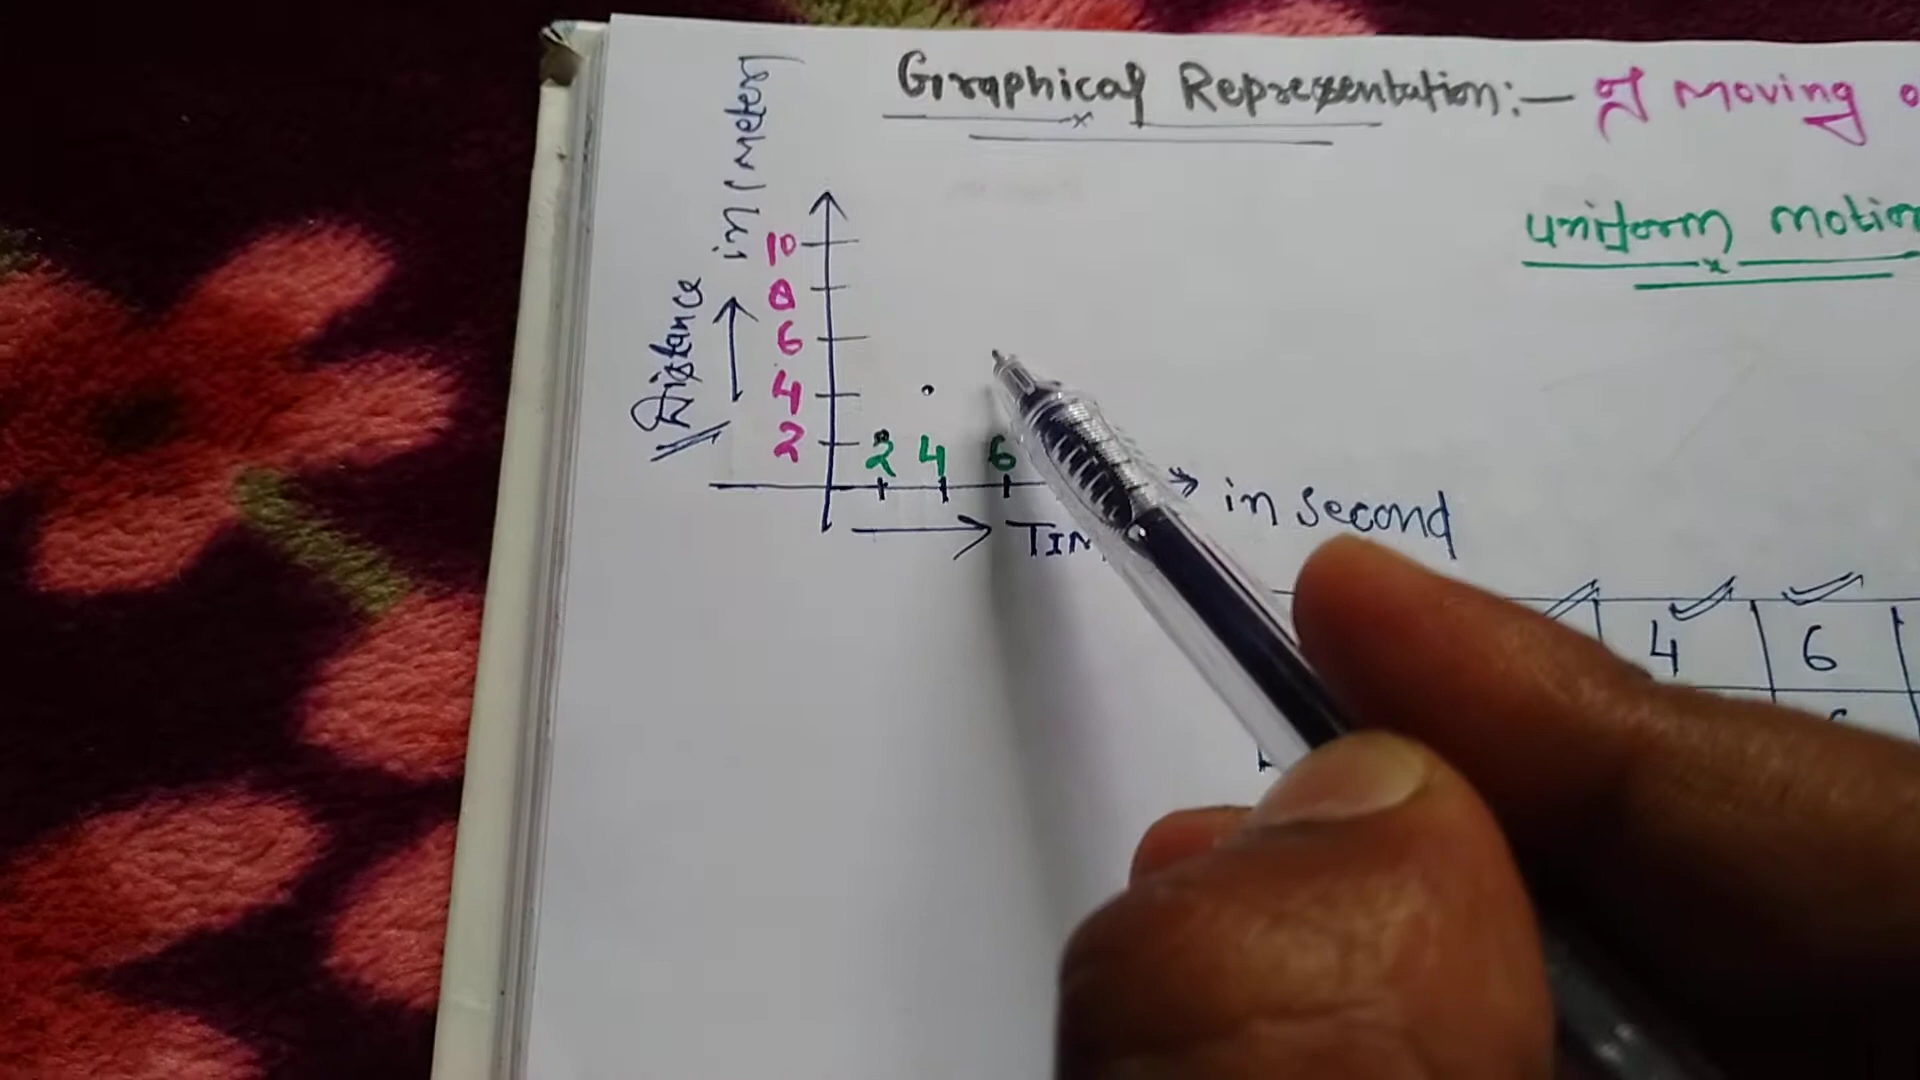 Graphical Representation:- of Moving
uniform motion
Distance
in meter
10
8
6
4
2
2 4 6
in second
4 6